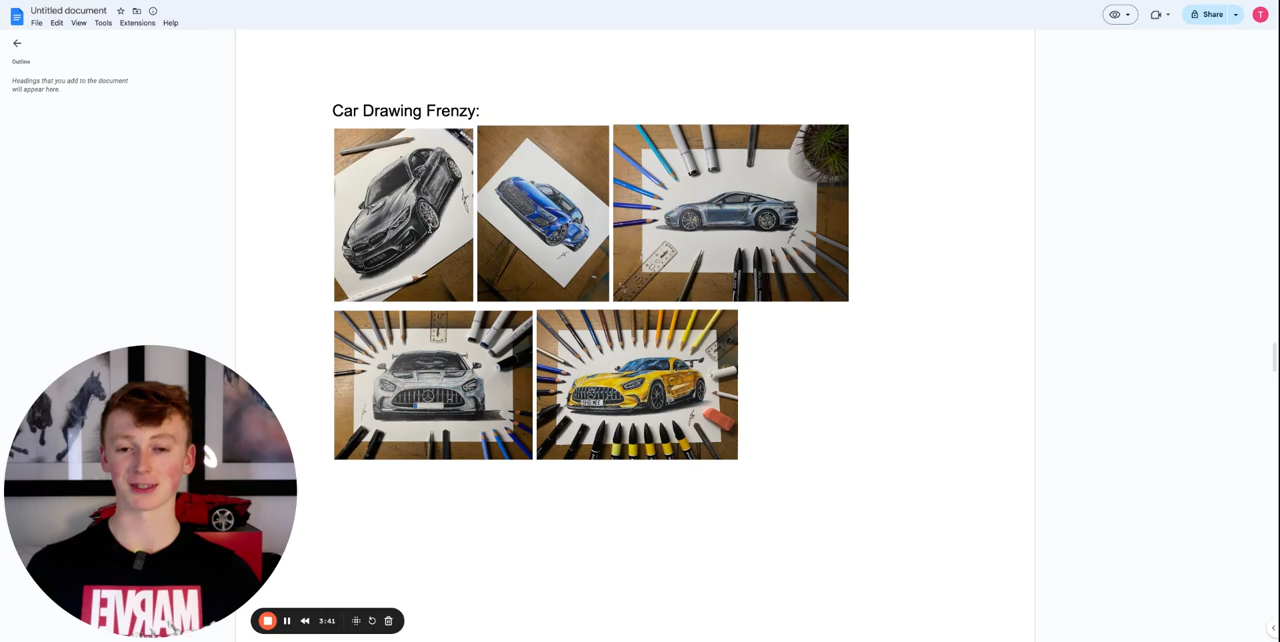 Untitled document
File Edit View Tools Extensions Help
Share
T
Outline
Headings that you add to the document
will appear here.
Car Drawing Frenzy:
MARVEL
3:41